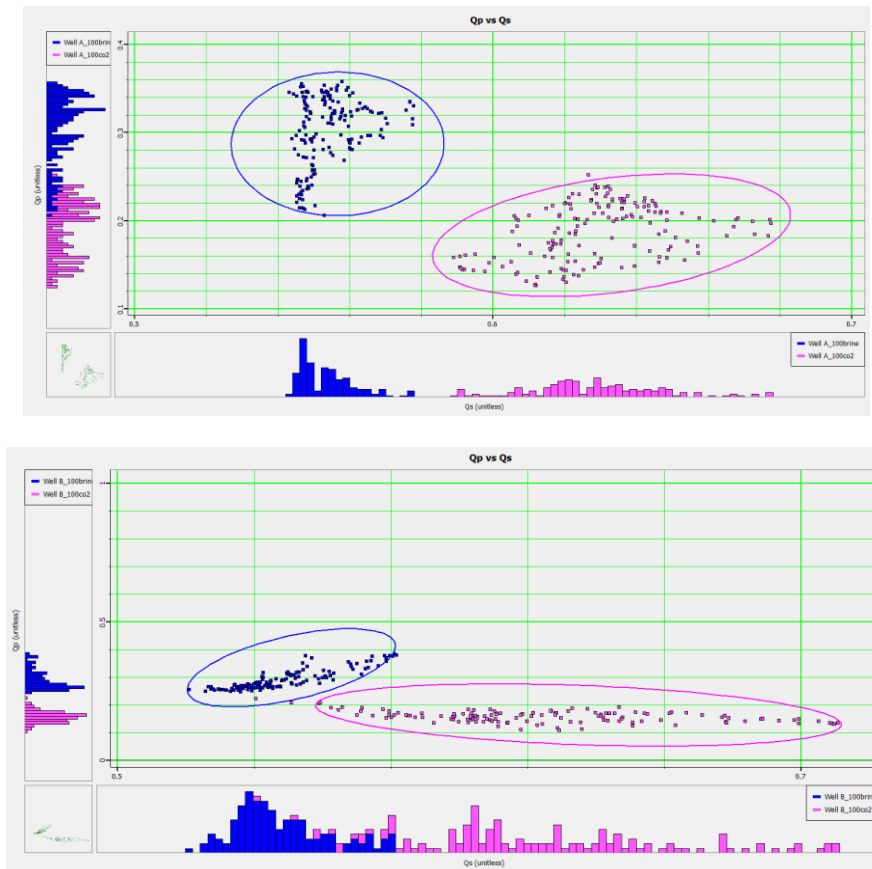 Qp vs Qs
Well A_100brine
Well A_100co2
0.4
0.3
0.2
0.1
Qp (unitless)
0.5
0.6
0.7
Well A_100brine
Well A_100co2
Qs (unitless)
Qp vs Qs
Well B_100brine
Well B_100co2
1
0.5
0
Qp (unitless)
0.5
0.7
Well B_100brine
Well B_100co2
Qs (unitless)